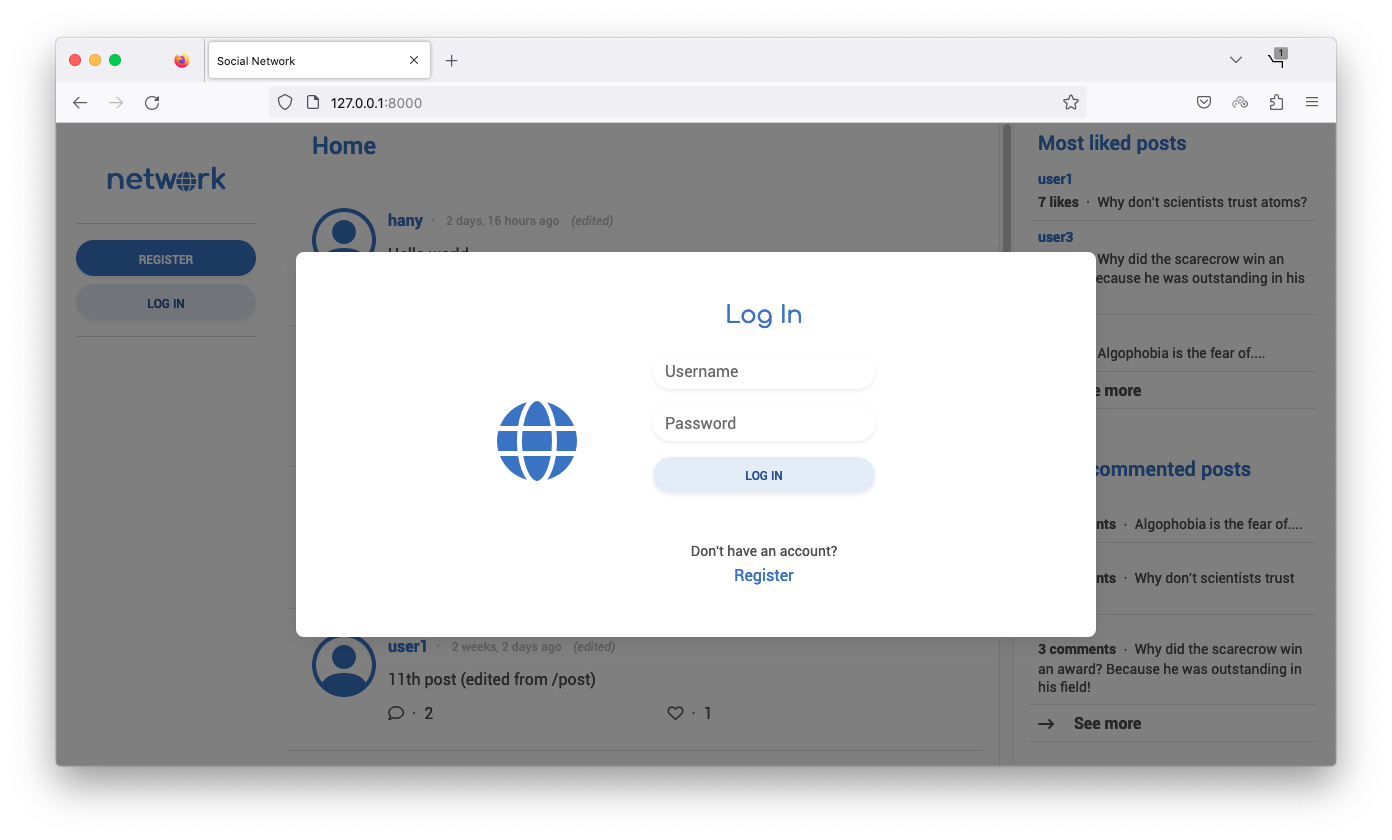 Social Network
1
127.0.0.1:8000
network
REGISTER
LOG IN
Home
hany · 2 days, 16 hours ago (edited)
Hello world
Log In
Username
Password
LOG IN
Don't have an account?
Register
user1 · 2 weeks, 2 days ago (edited)
11th post (edited from /post)
· 2 · 1
Most liked posts
user1
7 likes · Why don't scientists trust atoms?
user3
Why did the scarecrow win an
ecause he was outstanding in his
Algophobia is the fear of....
e more
commented posts
nts · Algophobia is the fear of....
nts · Why don't scientists trust
3 comments · Why did the scarecrow win
an award? Because he was outstanding in
his field!
See more